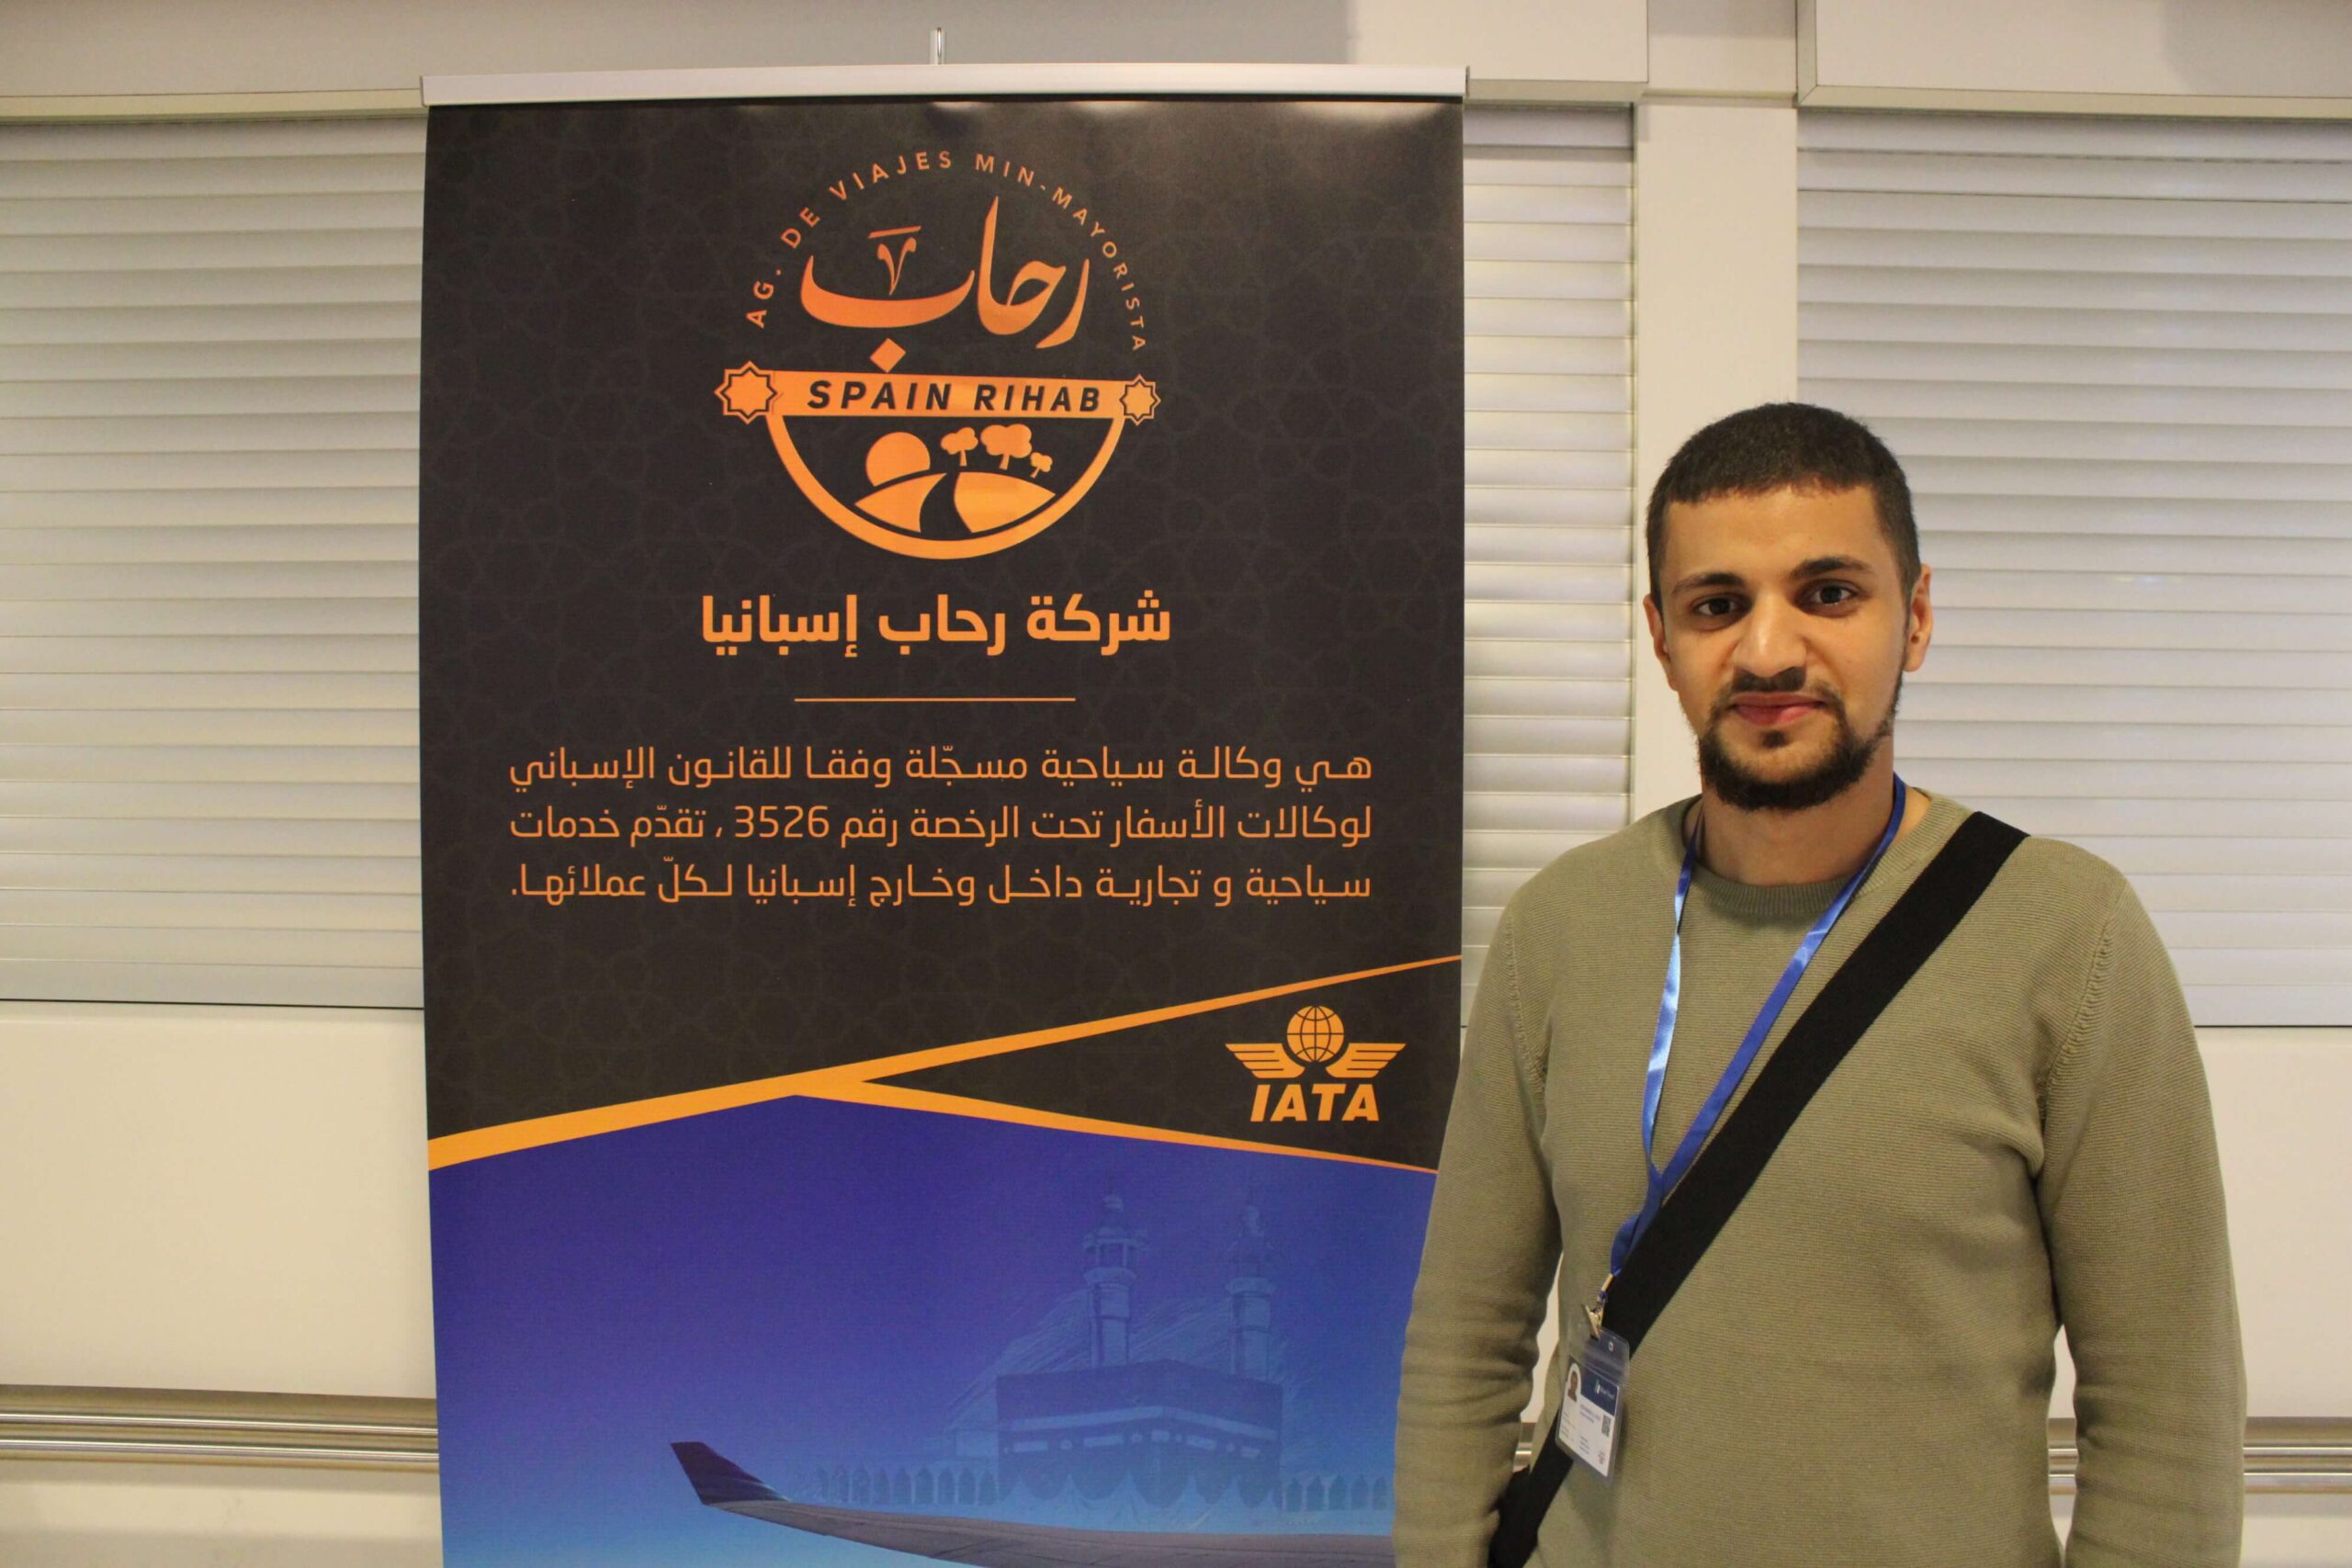 AG. DE VIAJES MIN-MAYORISTA
رحاب
SPAIN RIHAB
شركة رحاب إسبانيا
هي وكالة سياحية مسجّلة وفقا للقانون الإسباني
لوكالات الأسفار تحت الرخصة رقم 3526 ، تقدّم خدمات
سياحية و تجارية داخل وخارج إسبانيا لكلّ عملائها.
IATA